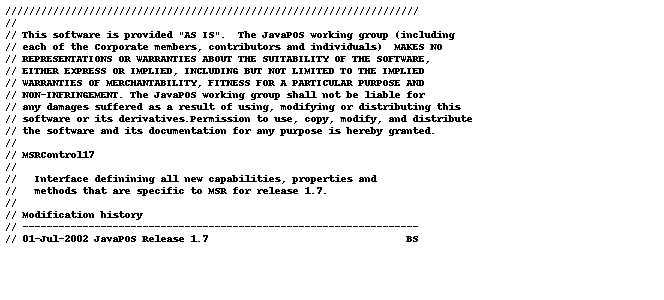 //////////////////////////////////////////////////////////////////////
//
// This software is provided "AS IS".  The JavaPOS working group (including
// each of the Corporate members, contributors and individuals)  MAKES NO
// REPRESENTATIONS OR WARRANTIES ABOUT THE SUITABILITY OF THE SOFTWARE,
// EITHER EXPRESS OR IMPLIED, INCLUDING BUT NOT LIMITED TO THE IMPLIED
// WARRANTIES OF MERCHANTABILITY, FITNESS FOR A PARTICULAR PURPOSE AND
// NON-INFRINGEMENT. The JavaPOS working group shall not be liable for
// any damages suffered as a result of using, modifying or distributing this
// software or its derivatives.Permission to use, copy, modify, and distribute
// the software and its documentation for any purpose is hereby granted.
//
// MSRControl17
//
//   Interface definining all new capabilities, properties and
//   methods that are specific to MSR for release 1.7.
//
// Modification history
// ------------------------------------------------------------------
// 01-Jul-2002 JavaPOS Release 1.7                                 BS